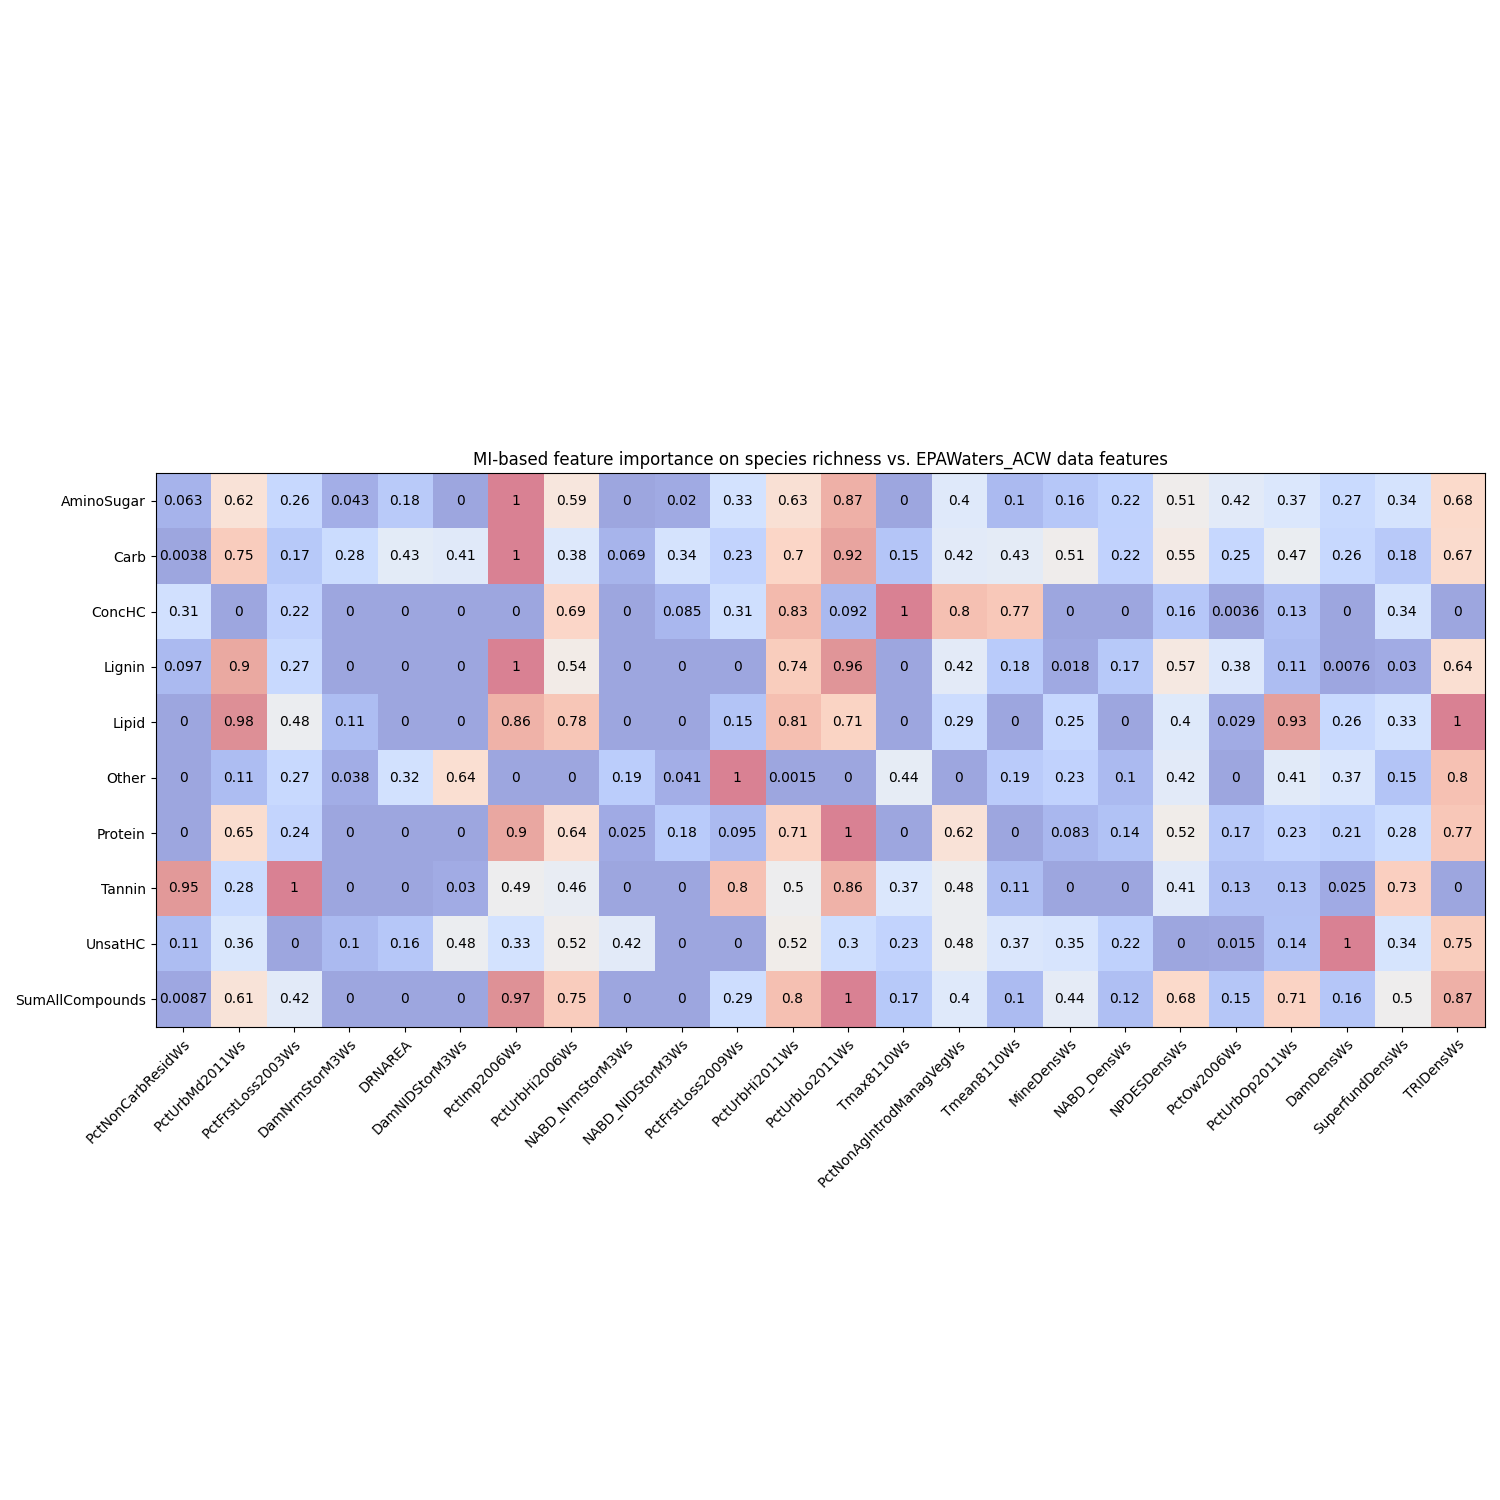 MI-based feature importance on species richness vs. EPAWaters_ACW data features
AminoSugar 0.063 0.62 0.26 0.043 0.18 0 1 0.59 0 0.02 0.33 0.63 0.87 0 0.4 0.1 0.16 0.22 0.51 0.42 0.37 0.27 0.34 0.68
Carb 0.0038 0.75 0.17 0.28 0.43 0.41 1 0.38 0.069 0.34 0.23 0.7 0.92 0.15 0.42 0.43 0.51 0.22 0.55 0.25 0.47 0.26 0.18 0.67
ConcHC 0.31 0 0.22 0 0 0 0 0.69 0 0.085 0.31 0.83 0.092 1 0.8 0.77 0 0 0.16 0.0036 0.13 0 0.34 0
Lignin 0.097 0.9 0.27 0 0 0 1 0.54 0 0 0 0.74 0.96 0 0.42 0.18 0.018 0.17 0.57 0.38 0.11 0.0076 0.03 0.64
Lipid 0 0.98 0.48 0.11 0 0 0.86 0.78 0 0 0.15 0.81 0.71 0 0.29 0 0.25 0 0.4 0.029 0.93 0.26 0.33 1
Other 0 0.11 0.27 0.038 0.32 0.64 0 0 0.19 0.041 1 0.0015 0 0.44 0 0.19 0.23 0.1 0.42 0 0.41 0.37 0.15 0.8
Protein 0 0.65 0.24 0 0 0 0.9 0.64 0.025 0.18 0.095 0.71 1 0 0.62 0 0.083 0.14 0.52 0.17 0.23 0.21 0.28 0.77
Tannin 0.95 0.28 1 0 0 0.03 0.49 0.46 0 0 0.8 0.5 0.86 0.37 0.48 0.11 0 0 0.41 0.13 0.13 0.025 0.73 0
UnsatHC 0.11 0.36 0 0.1 0.16 0.48 0.33 0.52 0.42 0 0 0.52 0.3 0.23 0.48 0.37 0.35 0.22 0 0.015 0.14 1 0.34 0.75
SumAllCompounds 0.0087 0.61 0.42 0 0 0 0.97 0.75 0 0 0.29 0.8 1 0.17 0.4 0.1 0.44 0.12 0.68 0.15 0.71 0.16 0.5 0.87
PctNonCarbResidWs
PctUrbMd2011Ws
PctFrstLoss2003Ws
DamNrmStorM3Ws
DRNAREA
DamNIDStorM3Ws
PctImp2006Ws
PctUrbHi2006Ws
NABD_NrmStorM3Ws
NABD_NIDStorM3Ws
PctFrstLoss2009Ws
PctUrbHi2011Ws
PctUrbLo2011Ws
Tmax8110Ws
PctNonAgIntrodManagVegWs
Tmean8110Ws
MineDensWs
NABD_DensWs
NPDESDensWs
PctOw2006Ws
PctUrbOp2011Ws
DamDensWs
SuperfundDensWs
TRIDensWs